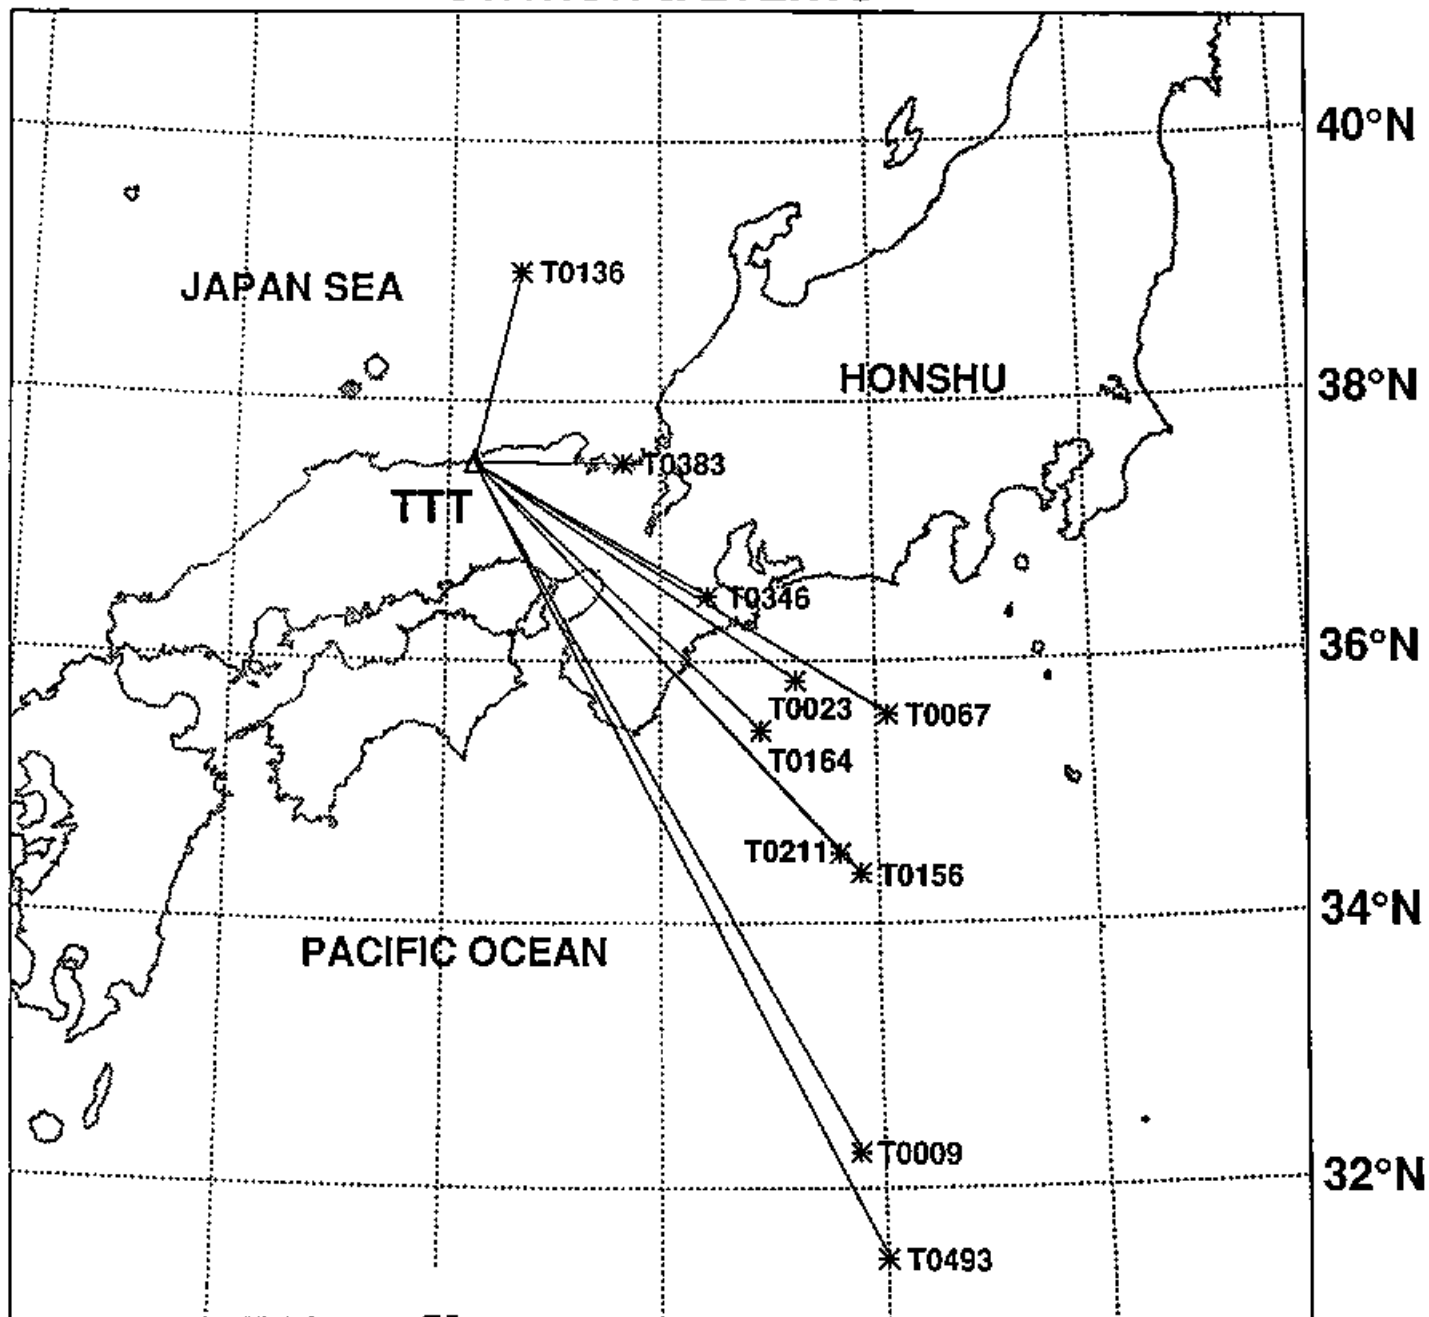 40°N
T0136
JAPAN SEA
HONSHU
38°N
T0383
TTT
T0346
36°N
T0023
T0067
T0164
T0211
T0156
34°N
PACIFIC OCEAN
T0009
32°N
T0493